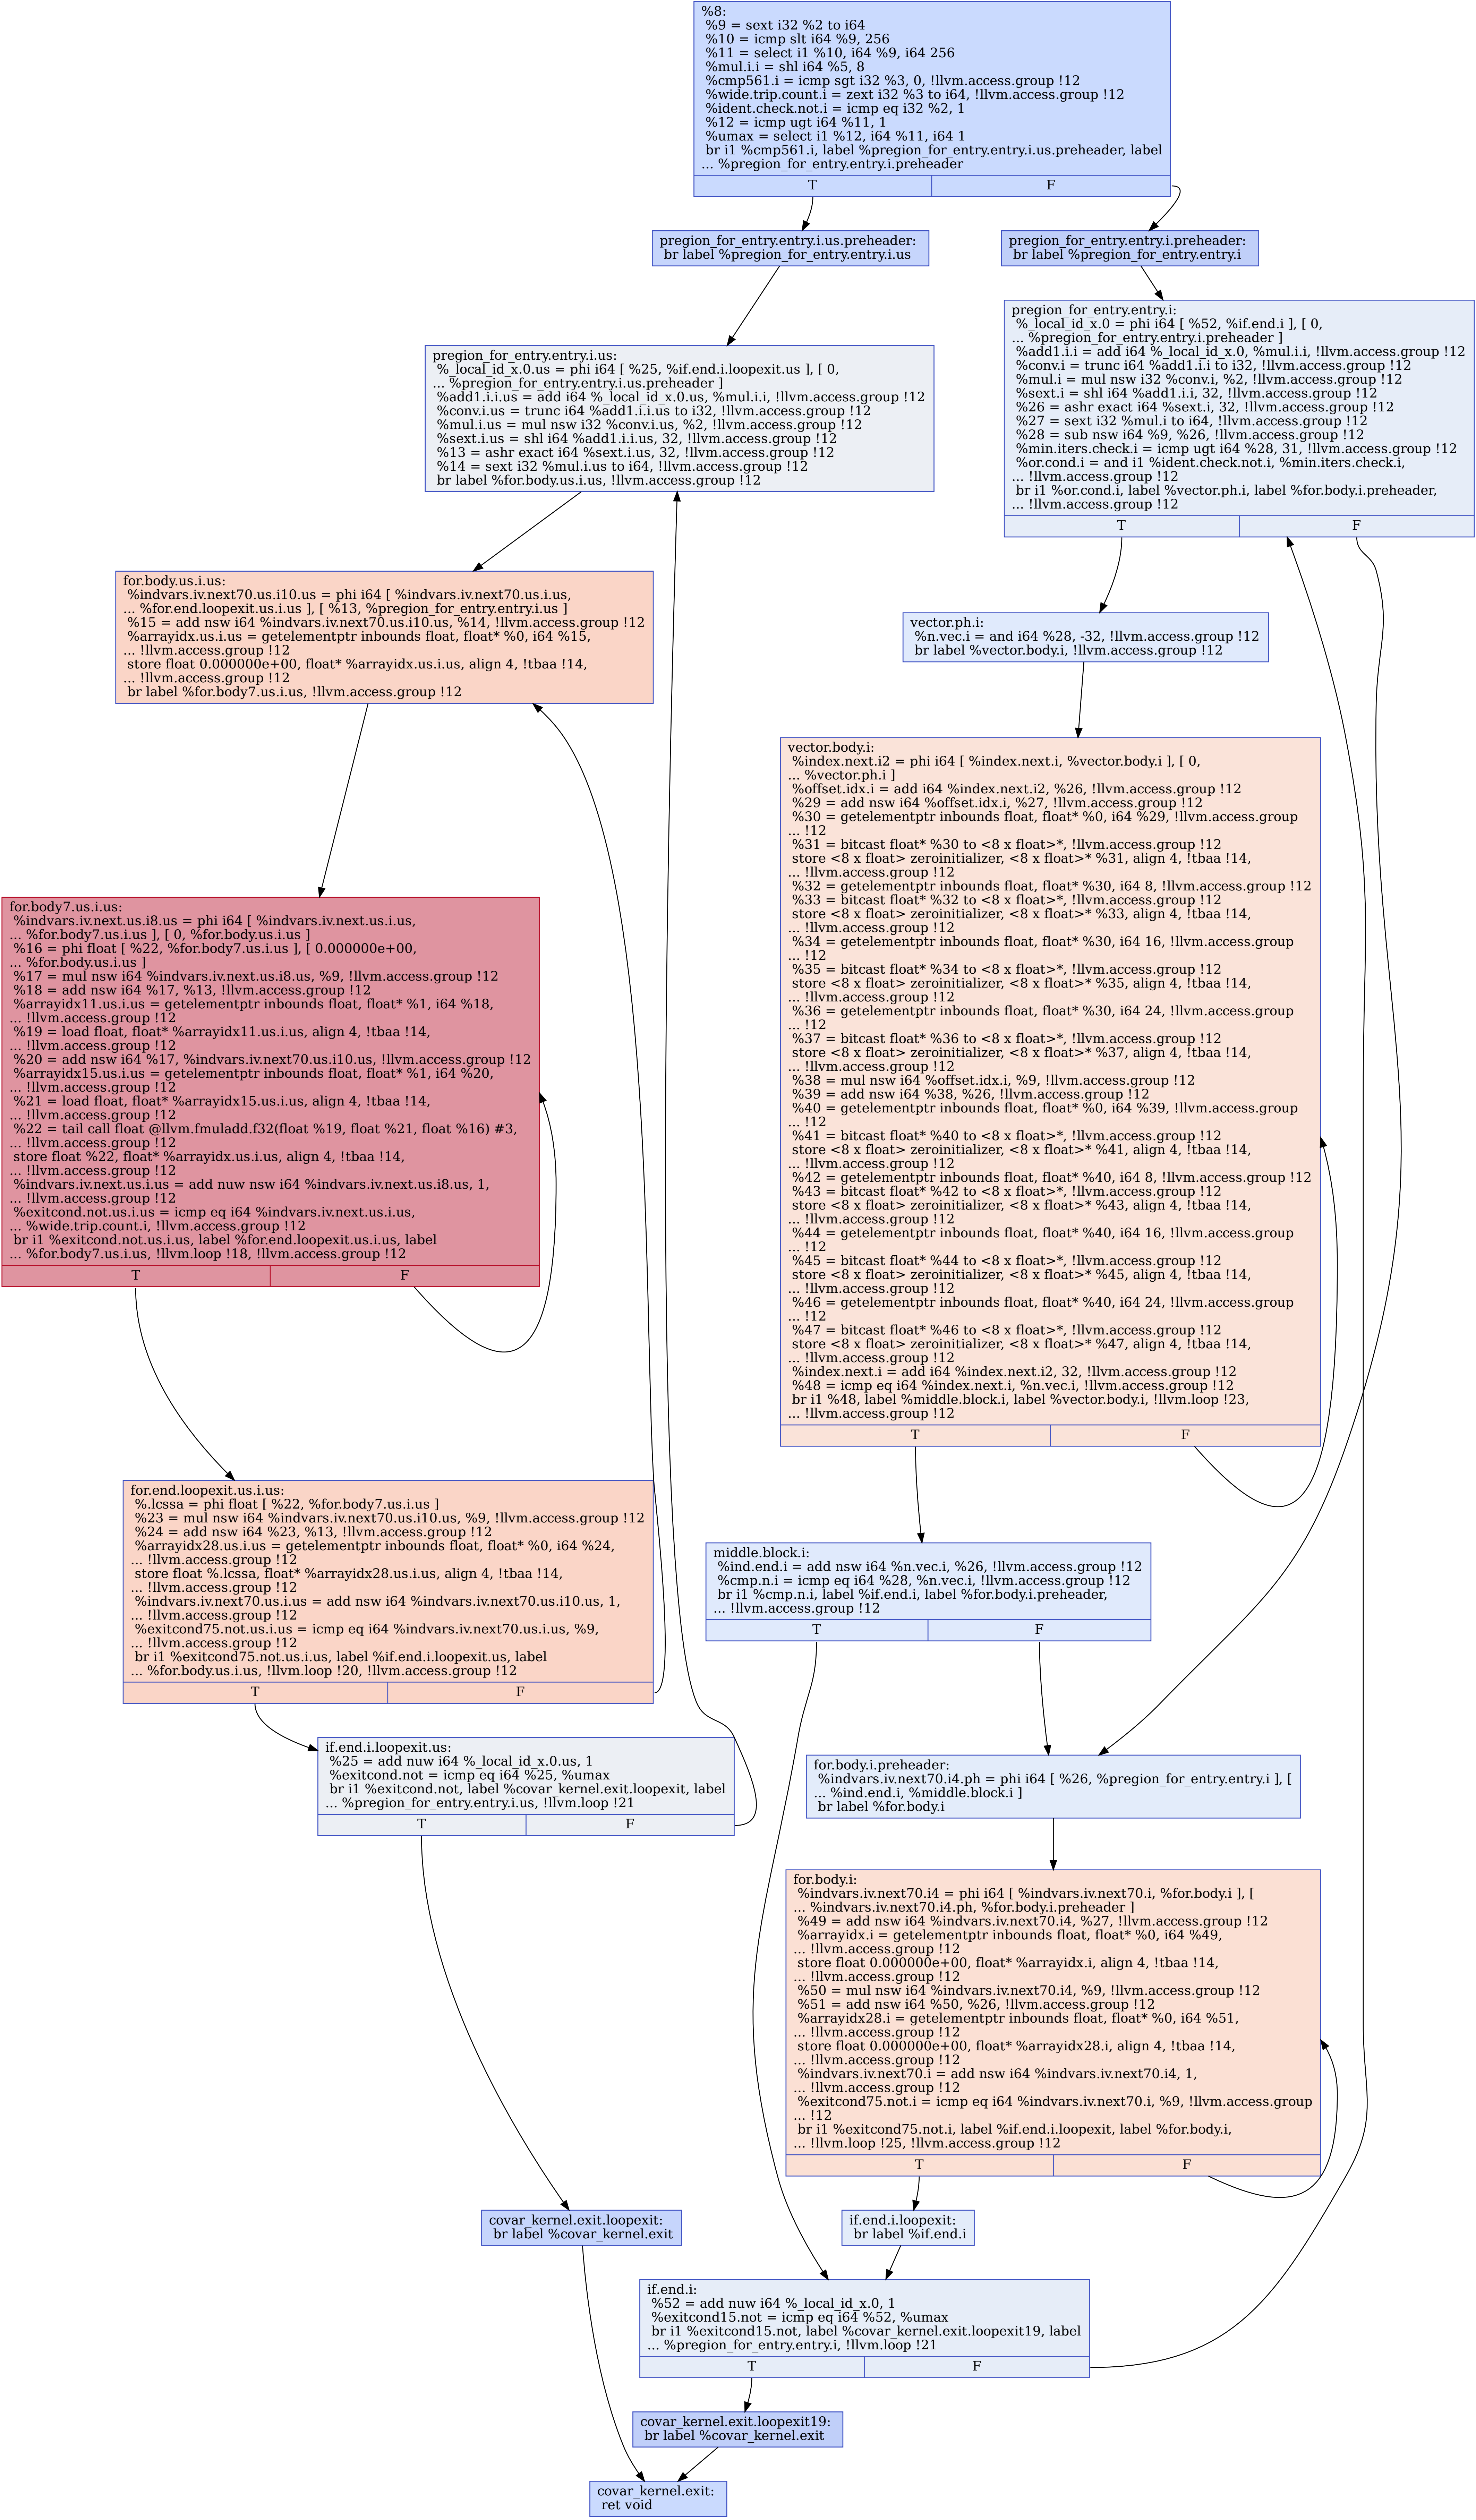 %8:
%9 = sext i32 %2 to i64
%10 = icmp slt i64 %9, 256
%11 = select i1 %10, i64 %9, i64 256
%mul.i.i = shl i64 %5, 8
%cmp561.i = icmp sgt i32 %3, 0, !llvm.access.group !12
%wide.trip.count.i = zext i32 %3 to i64, !llvm.access.group !12
%ident.check.not.i = icmp eq i32 %2, 1
%12 = icmp ugt i64 %11, 1
%umax = select i1 %12, i64 %11, i64 1
br i1 %cmp561.i, label %pregion_for_entry.entry.i.us.preheader, label
... %pregion_for_entry.entry.i.preheader
T
F
pregion_for_entry.entry.i.us.preheader:
br label %pregion_for_entry.entry.i.us
pregion_for_entry.entry.i.preheader:
br label %pregion_for_entry.entry.i
pregion_for_entry.entry.i:
%_local_id_x.0 = phi i64 [ %52, %if.end.i ], [ 0,
... %pregion_for_entry.entry.i.preheader ]
%add1.i.i = add i64 %_local_id_x.0, %mul.i.i, !llvm.access.group !12
%conv.i = trunc i64 %add1.i.i to i32, !llvm.access.group !12
%mul.i = mul nsw i32 %conv.i, %2, !llvm.access.group !12
%sext.i = shl i64 %add1.i.i, 32, !llvm.access.group !12
%26 = ashr exact i64 %sext.i, 32, !llvm.access.group !12
%27 = sext i32 %mul.i to i64, !llvm.access.group !12
%28 = sub nsw i64 %9, %26, !llvm.access.group !12
%min.iters.check.i = icmp ugt i64 %28, 31, !llvm.access.group !12
%or.cond.i = and i1 %ident.check.not.i, %min.iters.check.i,
... !llvm.access.group !12
br i1 %or.cond.i, label %vector.ph.i, label %for.body.i.preheader,
... !llvm.access.group !12
T
F
pregion_for_entry.entry.i.us:
%_local_id_x.0.us = phi i64 [ %25, %if.end.i.loopexit.us ], [ 0,
... %pregion_for_entry.entry.i.us.preheader ]
%add1.i.i.us = add i64 %_local_id_x.0.us, %mul.i.i, !llvm.access.group !12
%conv.i.us = trunc i64 %add1.i.i.us to i32, !llvm.access.group !12
%mul.i.us = mul nsw i32 %conv.i.us, %2, !llvm.access.group !12
%sext.i.us = shl i64 %add1.i.i.us, 32, !llvm.access.group !12
%13 = ashr exact i64 %sext.i.us, 32, !llvm.access.group !12
%14 = sext i32 %mul.i.us to i64, !llvm.access.group !12
br label %for.body.us.i.us, !llvm.access.group !12
for.body.us.i.us:
%indvars.iv.next70.us.i10.us = phi i64 [ %indvars.iv.next70.us.i.us,
... %for.end.loopexit.us.i.us ], [ %13, %pregion_for_entry.entry.i.us ]
%15 = add nsw i64 %indvars.iv.next70.us.i10.us, %14, !llvm.access.group !12
%arrayidx.us.i.us = getelementptr inbounds float, float* %0, i64 %15,
... !llvm.access.group !12
store float 0.000000e+00, float* %arrayidx.us.i.us, align 4, !tbaa !14,
... !llvm.access.group !12
br label %for.body7.us.i.us, !llvm.access.group !12
vector.ph.i:
%n.vec.i = and i64 %28, -32, !llvm.access.group !12
br label %vector.body.i, !llvm.access.group !12
vector.body.i:
%index.next.i2 = phi i64 [ %index.next.i, %vector.body.i ], [ 0,
... %vector.ph.i ]
%offset.idx.i = add i64 %index.next.i2, %26, !llvm.access.group !12
%29 = add nsw i64 %offset.idx.i, %27, !llvm.access.group !12
%30 = getelementptr inbounds float, float* %0, i64 %29, !llvm.access.group
... !12
%31 = bitcast float* %30 to <8 x float>*, !llvm.access.group !12
store <8 x float> zeroinitializer, <8 x float>* %31, align 4, !tbaa !14,
... !llvm.access.group !12
%32 = getelementptr inbounds float, float* %30, i64 8, !llvm.access.group !12
%33 = bitcast float* %32 to <8 x float>*, !llvm.access.group !12
store <8 x float> zeroinitializer, <8 x float>* %33, align 4, !tbaa !14,
... !llvm.access.group !12
%34 = getelementptr inbounds float, float* %30, i64 16, !llvm.access.group
... !12
%35 = bitcast float* %34 to <8 x float>*, !llvm.access.group !12
store <8 x float> zeroinitializer, <8 x float>* %35, align 4, !tbaa !14,
... !llvm.access.group !12
%36 = getelementptr inbounds float, float* %30, i64 24, !llvm.access.group
... !12
%37 = bitcast float* %36 to <8 x float>*, !llvm.access.group !12
store <8 x float> zeroinitializer, <8 x float>* %37, align 4, !tbaa !14,
... !llvm.access.group !12
%38 = mul nsw i64 %offset.idx.i, %9, !llvm.access.group !12
%39 = add nsw i64 %38, %26, !llvm.access.group !12
%40 = getelementptr inbounds float, float* %0, i64 %39, !llvm.access.group
... !12
%41 = bitcast float* %40 to <8 x float>*, !llvm.access.group !12
store <8 x float> zeroinitializer, <8 x float>* %41, align 4, !tbaa !14,
... !llvm.access.group !12
%42 = getelementptr inbounds float, float* %40, i64 8, !llvm.access.group !12
%43 = bitcast float* %42 to <8 x float>*, !llvm.access.group !12
store <8 x float> zeroinitializer, <8 x float>* %43, align 4, !tbaa !14,
... !llvm.access.group !12
%44 = getelementptr inbounds float, float* %40, i64 16, !llvm.access.group
... !12
%45 = bitcast float* %44 to <8 x float>*, !llvm.access.group !12
store <8 x float> zeroinitializer, <8 x float>* %45, align 4, !tbaa !14,
... !llvm.access.group !12
%46 = getelementptr inbounds float, float* %40, i64 24, !llvm.access.group
... !12
%47 = bitcast float* %46 to <8 x float>*, !llvm.access.group !12
store <8 x float> zeroinitializer, <8 x float>* %47, align 4, !tbaa !14,
... !llvm.access.group !12
%index.next.i = add i64 %index.next.i2, 32, !llvm.access.group !12
%48 = icmp eq i64 %index.next.i, %n.vec.i, !llvm.access.group !12
br i1 %48, label %middle.block.i, label %vector.body.i, !llvm.loop !23,
... !llvm.access.group !12
T
F
for.body7.us.i.us:
%indvars.iv.next.us.i8.us = phi i64 [ %indvars.iv.next.us.i.us,
... %for.body7.us.i.us ], [ 0, %for.body.us.i.us ]
%16 = phi float [ %22, %for.body7.us.i.us ], [ 0.000000e+00,
... %for.body.us.i.us ]
%17 = mul nsw i64 %indvars.iv.next.us.i8.us, %9, !llvm.access.group !12
%18 = add nsw i64 %17, %13, !llvm.access.group !12
%arrayidx11.us.i.us = getelementptr inbounds float, float* %1, i64 %18,
... !llvm.access.group !12
%19 = load float, float* %arrayidx11.us.i.us, align 4, !tbaa !14,
... !llvm.access.group !12
%20 = add nsw i64 %17, %indvars.iv.next70.us.i10.us, !llvm.access.group !12
%arrayidx15.us.i.us = getelementptr inbounds float, float* %1, i64 %20,
... !llvm.access.group !12
%21 = load float, float* %arrayidx15.us.i.us, align 4, !tbaa !14,
... !llvm.access.group !12
%22 = tail call float @llvm.fmuladd.f32(float %19, float %21, float %16) #3,
... !llvm.access.group !12
store float %22, float* %arrayidx.us.i.us, align 4, !tbaa !14,
... !llvm.access.group !12
%indvars.iv.next.us.i.us = add nuw nsw i64 %indvars.iv.next.us.i8.us, 1,
... !llvm.access.group !12
%exitcond.not.us.i.us = icmp eq i64 %indvars.iv.next.us.i.us,
... %wide.trip.count.i, !llvm.access.group !12
br i1 %exitcond.not.us.i.us, label %for.end.loopexit.us.i.us, label
... %for.body7.us.i.us, !llvm.loop !18, !llvm.access.group !12
T
F
for.end.loopexit.us.i.us:
%.lcssa = phi float [ %22, %for.body7.us.i.us ]
%23 = mul nsw i64 %indvars.iv.next70.us.i10.us, %9, !llvm.access.group !12
%24 = add nsw i64 %23, %13, !llvm.access.group !12
%arrayidx28.us.i.us = getelementptr inbounds float, float* %0, i64 %24,
... !llvm.access.group !12
store float %.lcssa, float* %arrayidx28.us.i.us, align 4, !tbaa !14,
... !llvm.access.group !12
%indvars.iv.next70.us.i.us = add nsw i64 %indvars.iv.next70.us.i10.us, 1,
... !llvm.access.group !12
%exitcond75.not.us.i.us = icmp eq i64 %indvars.iv.next70.us.i.us, %9,
... !llvm.access.group !12
br i1 %exitcond75.not.us.i.us, label %if.end.i.loopexit.us, label
... %for.body.us.i.us, !llvm.loop !20, !llvm.access.group !12
T
F
middle.block.i:
%ind.end.i = add nsw i64 %n.vec.i, %26, !llvm.access.group !12
%cmp.n.i = icmp eq i64 %28, %n.vec.i, !llvm.access.group !12
br i1 %cmp.n.i, label %if.end.i, label %for.body.i.preheader,
... !llvm.access.group !12
T
F
if.end.i.loopexit.us:
%25 = add nuw i64 %_local_id_x.0.us, 1
%exitcond.not = icmp eq i64 %25, %umax
br i1 %exitcond.not, label %covar_kernel.exit.loopexit, label
... %pregion_for_entry.entry.i.us, !llvm.loop !21
T
F
for.body.i.preheader:
%indvars.iv.next70.i4.ph = phi i64 [ %26, %pregion_for_entry.entry.i ], [
... %ind.end.i, %middle.block.i ]
br label %for.body.i
for.body.i:
%indvars.iv.next70.i4 = phi i64 [ %indvars.iv.next70.i, %for.body.i ], [
... %indvars.iv.next70.i4.ph, %for.body.i.preheader ]
%49 = add nsw i64 %indvars.iv.next70.i4, %27, !llvm.access.group !12
%arrayidx.i = getelementptr inbounds float, float* %0, i64 %49,
... !llvm.access.group !12
store float 0.000000e+00, float* %arrayidx.i, align 4, !tbaa !14,
... !llvm.access.group !12
%50 = mul nsw i64 %indvars.iv.next70.i4, %9, !llvm.access.group !12
%51 = add nsw i64 %50, %26, !llvm.access.group !12
%arrayidx28.i = getelementptr inbounds float, float* %0, i64 %51,
... !llvm.access.group !12
store float 0.000000e+00, float* %arrayidx28.i, align 4, !tbaa !14,
... !llvm.access.group !12
%indvars.iv.next70.i = add nsw i64 %indvars.iv.next70.i4, 1,
... !llvm.access.group !12
%exitcond75.not.i = icmp eq i64 %indvars.iv.next70.i, %9, !llvm.access.group
... !12
br i1 %exitcond75.not.i, label %if.end.i.loopexit, label %for.body.i,
... !llvm.loop !25, !llvm.access.group !12
T
F
covar_kernel.exit.loopexit:
br label %covar_kernel.exit
if.end.i.loopexit:
br label %if.end.i
if.end.i:
%52 = add nuw i64 %_local_id_x.0, 1
%exitcond15.not = icmp eq i64 %52, %umax
br i1 %exitcond15.not, label %covar_kernel.exit.loopexit19, label
... %pregion_for_entry.entry.i, !llvm.loop !21
T
F
covar_kernel.exit.loopexit19:
br label %covar_kernel.exit
covar_kernel.exit:
ret void